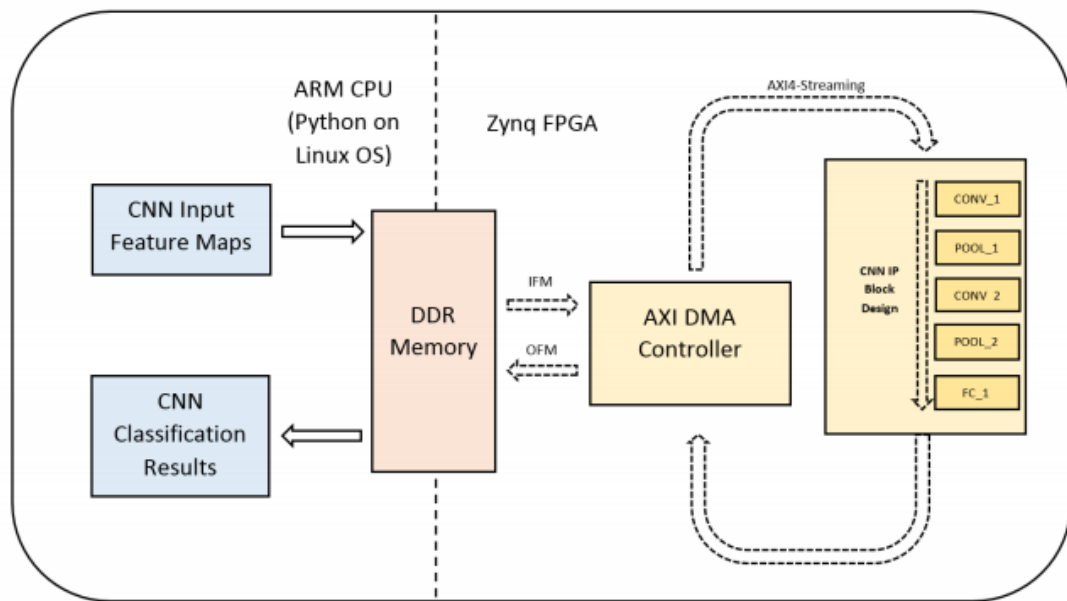 ARM CPU
(Python on
Linux OS)
Zynq FPGA
AXI4-Streaming
CNN Input
Feature Maps
DDR
Memory
IFM
OFM
AXI DMA
Controller
CNN IP
Block
Design
CONV_1
POOL_1
CONV_2
POOL_2
FC_1
CNN
Classification
Results